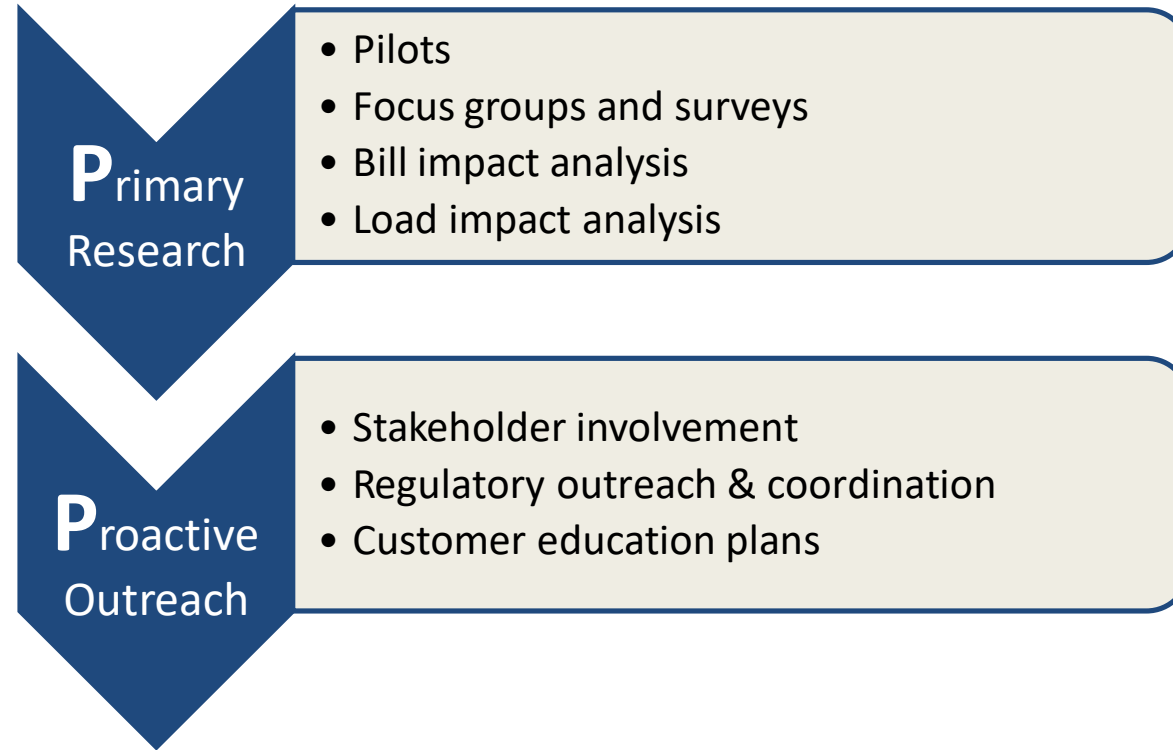 Primary
Research
• Pilots
• Focus groups and surveys
• Bill impact analysis
• Load impact analysis
Proactive
Outreach
• Stakeholder involvement
• Regulatory outreach & coordination
• Customer education plans